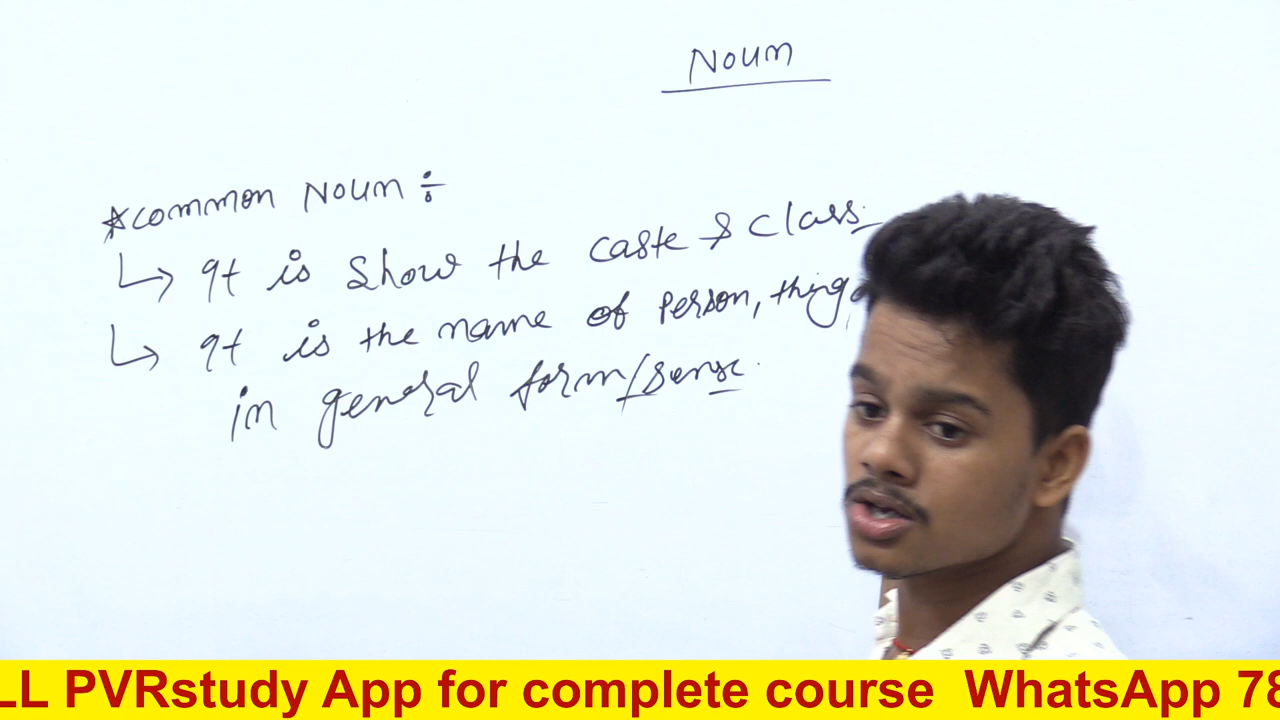 Noun
*Common Noun ÷
↳ It is show the caste & class.
↳ It is the name of person, thing,
in general form/sense.
LL PVRstudy App for complete course WhatsApp 78